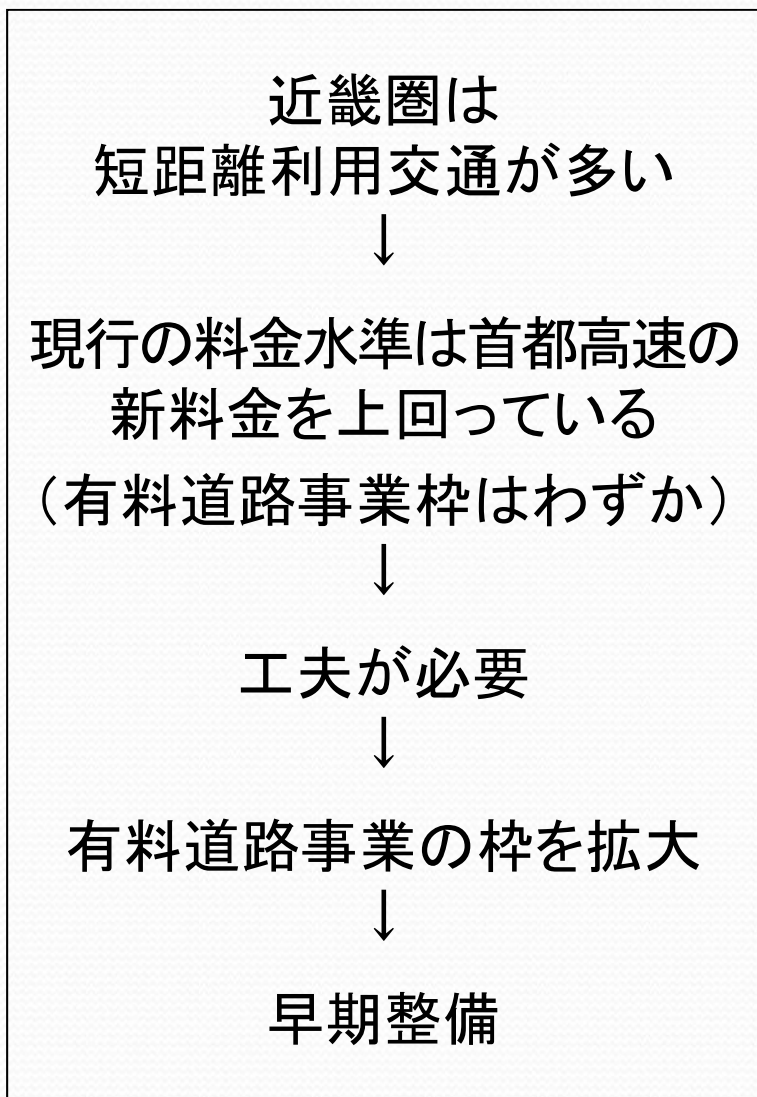 近畿圏は
短距離利用交通が多い
↓
現行の料金水準は首都高速の
新料金を上回っている
（有料道路事業枠はわずか）
↓
工夫が必要
↓
有料道路事業の枠を拡大
↓
早期整備